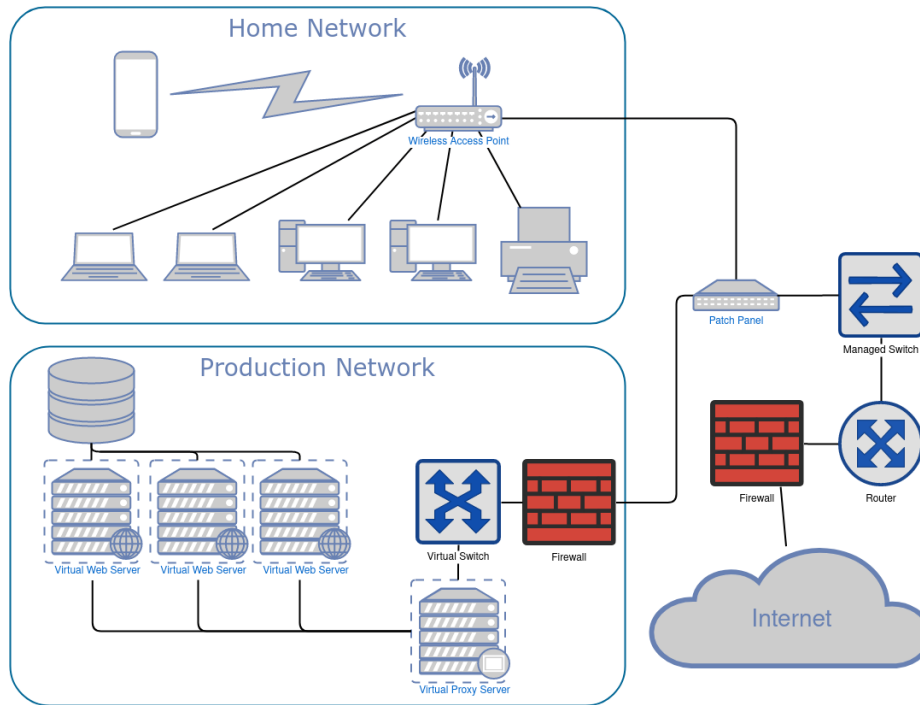 Home Network
Wireless Access Point
Patch Panel
Managed Switch
Production Network
Firewall
Router
Virtual Switch
Firewall
Virtual Web Server
Virtual Web Server
Virtual Web Server
Internet
Virtual Proxy Server